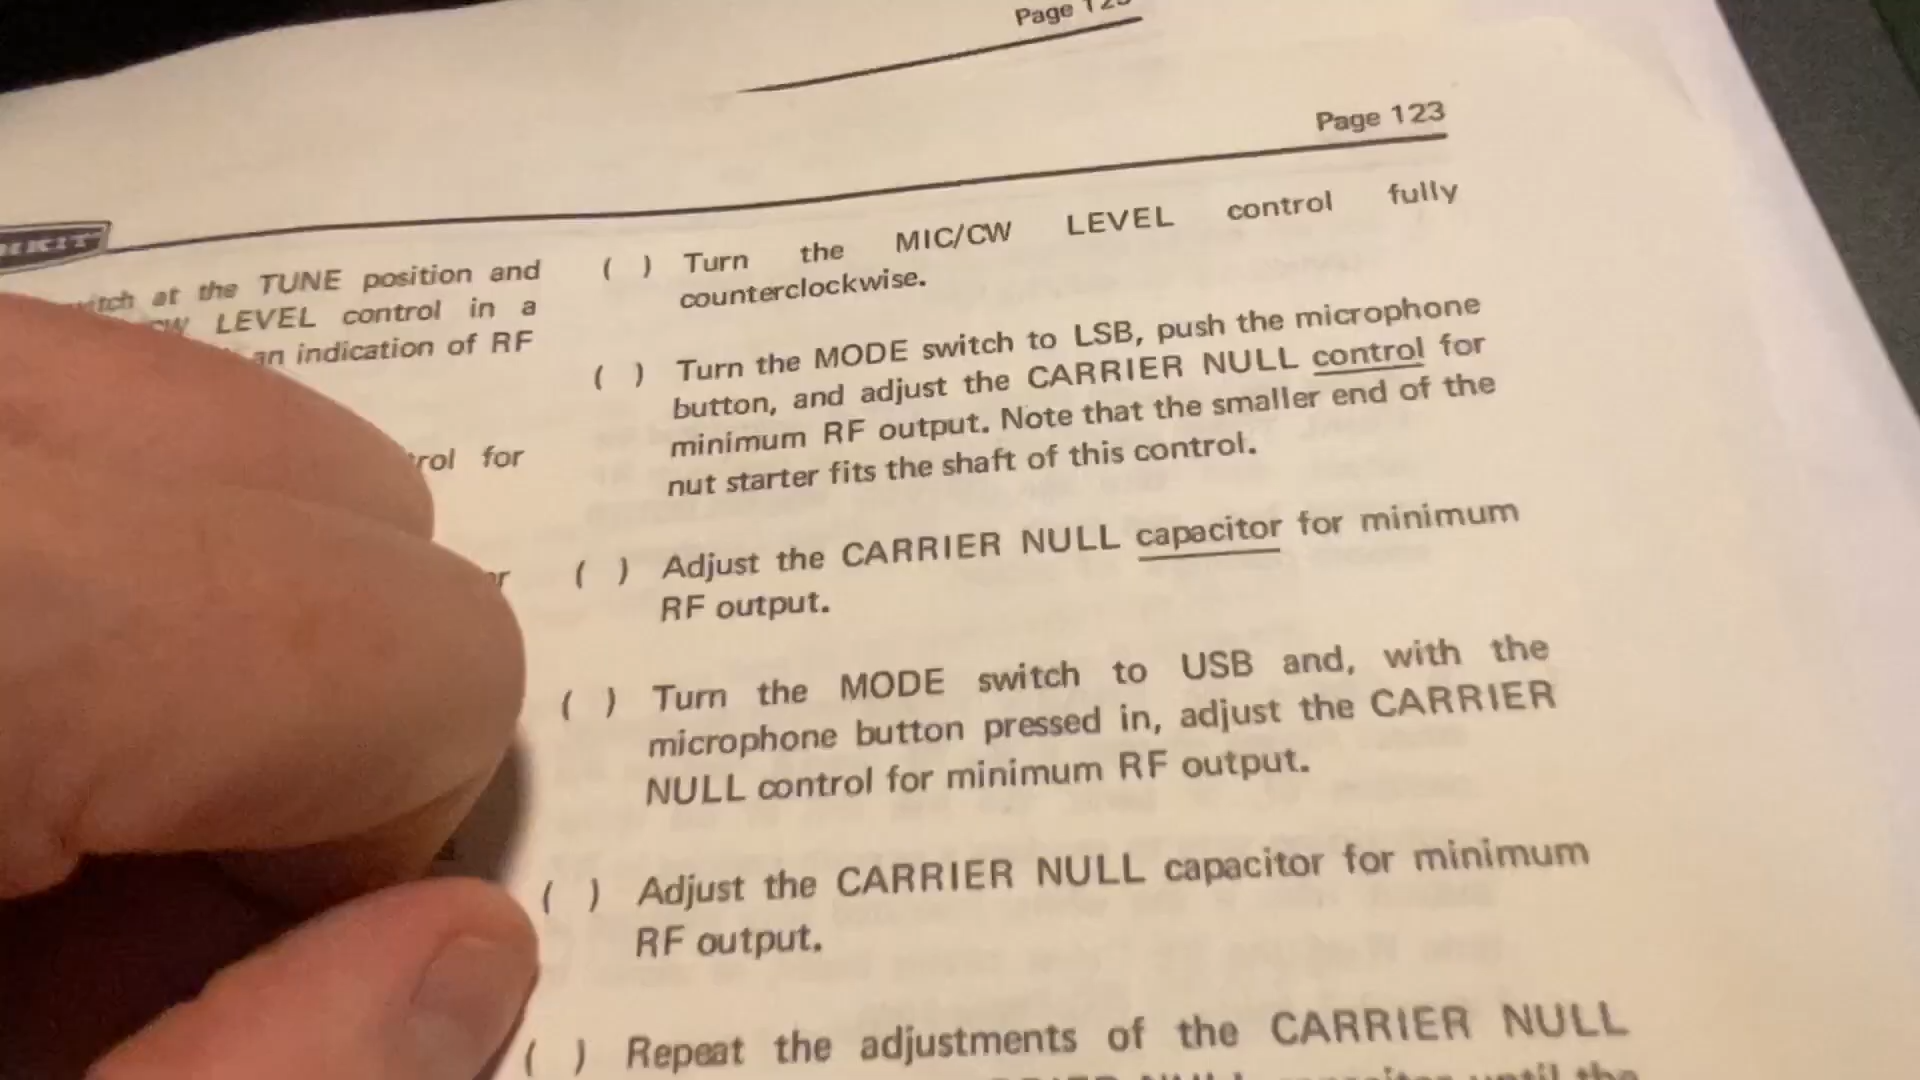 Page 123
Page 123
at the TUNE position and
LEVEL control in a
an indication of RF
for
( ) Turn the MIC/CW LEVEL control fully
counterclockwise.
( ) Turn the MODE switch to LSB, push the microphone
button, and adjust the CARRIER NULL control for
minimum RF output. Note that the smaller end of the
nut starter fits the shaft of this control.
( ) Adjust the CARRIER NULL capacitor for minimum
RF output.
( ) Turn the MODE switch to USB and, with the
microphone button pressed in, adjust the CARRIER
NULL control for minimum RF output.
( ) Adjust the CARRIER NULL capacitor for minimum
RF output.
( ) Repeat the adjustments of the CARRIER NULL